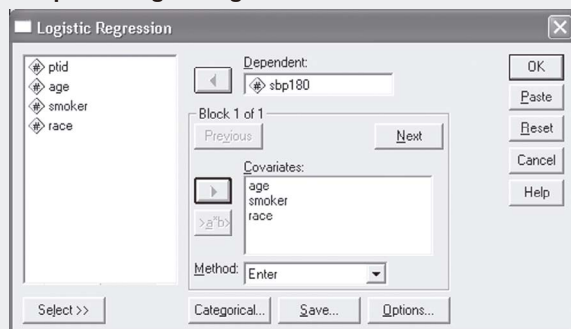 Logistic Regression
ptid
age
smoker
race
Select >>
Dependent:
sbp180
Block 1 of 1
Previous
Next
Covariates:
age
smoker
race
>a*b>
Method: Enter
Categorical...
Save...
Options...
OK
Paste
Reset
Cancel
Help